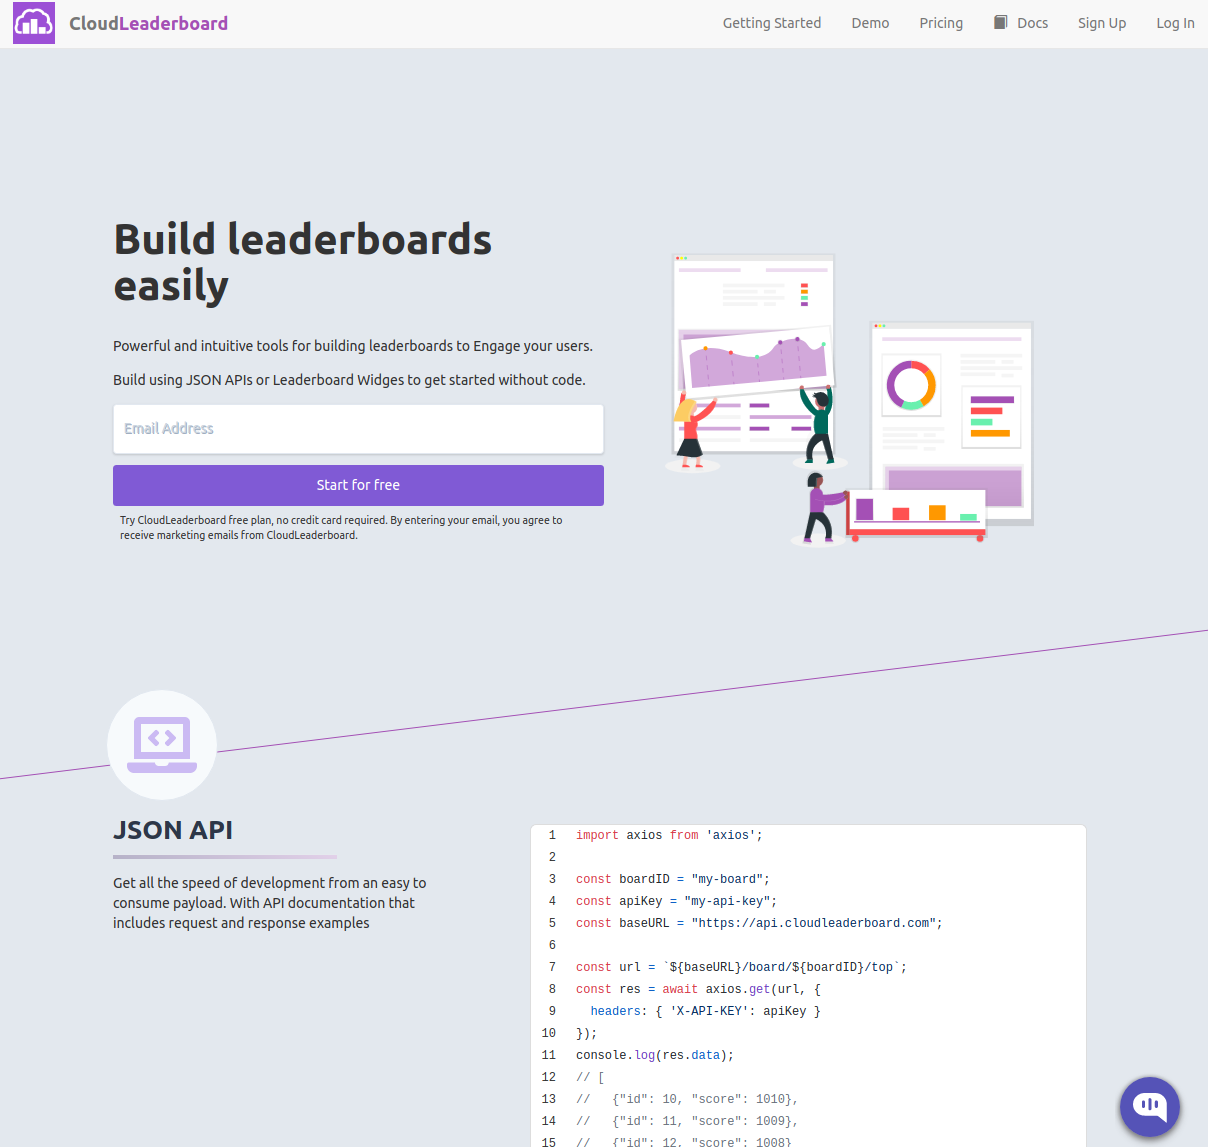 CloudLeaderboard
Getting Started
Demo
Pricing
Docs
Sign Up
Log In
Build leaderboards
easily
Powerful and intuitive tools for building leaderboards to Engage your users.
Build using JSON APIs or Leaderboard Widges to get started without code.
Email Address
Start for free
Try CloudLeaderboard free plan, no credit card required. By entering your email, you agree to
receive marketing emails from CloudLeaderboard.
JSON API
Get all the speed of development from an easy to
consume payload. With API documentation that
includes request and response examples
1 import axios from 'axios';
2
3 const boardID = "my-board";
4 const apiKey = "my-api-key";
5 const baseURL = "https://api.cloudleaderboard.com";
6
7 const url = `${baseURL}/board/${boardID}/top`;
8 const res = await axios.get(url, {
9   headers: { 'X-API-KEY': apiKey }
10 });
11 console.log(res.data);
12 // [
13 //   {"id": 10, "score": 1010},
14 //   {"id": 11, "score": 1009},
15 //   {"id": 12, "score": 1008}